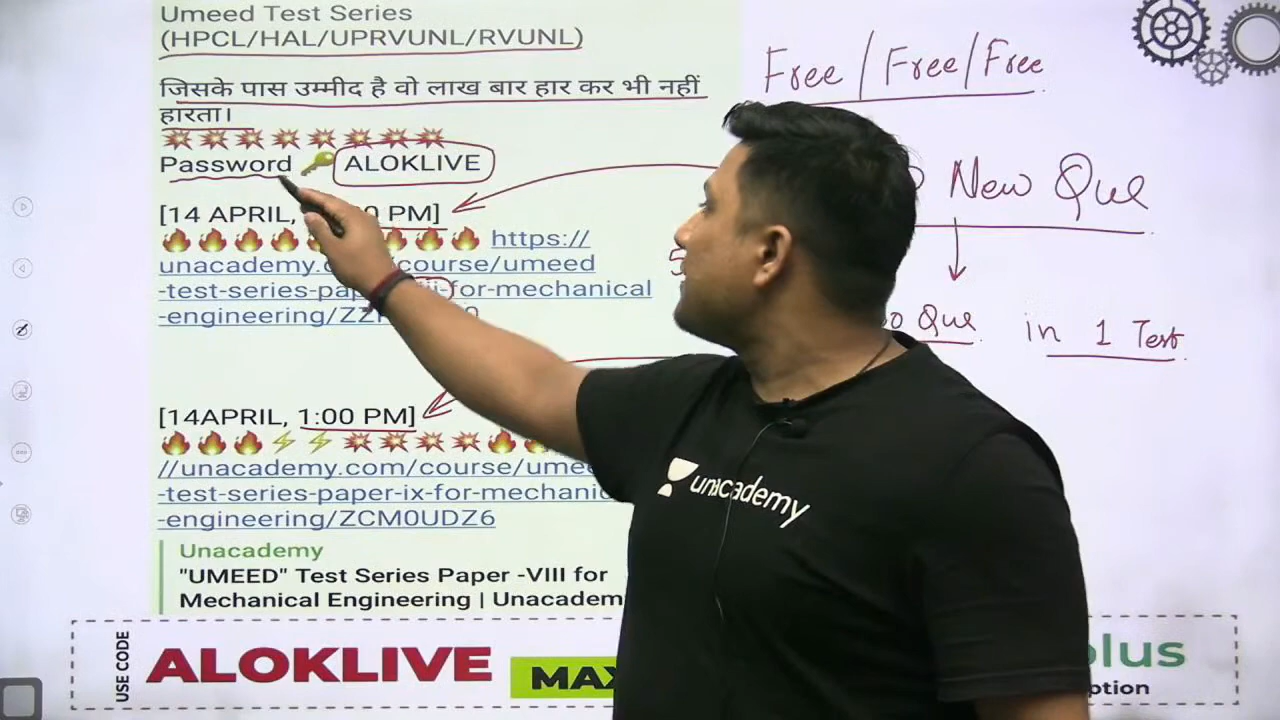 Umeed Test Series
(HPCL/HAL/UPRVUNL/RVUNL)
Free / Free / Free
जिसके पास उम्मीद है वो लाख बार हार कर भी नहीं
हारता।
Password ALOKLIVE
New Que
[14 APRIL, PM]
https://
unacademy. /course/umeed
-test-series-pap for-mechanical
-engineering/
Que in 1 Test
[14APRIL, 1:00 PM]
//unacademy.com/course/umee
-test-series-paper-ix-for-mechanic
-engineering/ZCM0UDZ6
unacademy
Unacademy
"UMEED" Test Series Paper -VIII for
Mechanical Engineering | Unacadem
USE CODE
ALOKLIVE
MAX
plus
ption